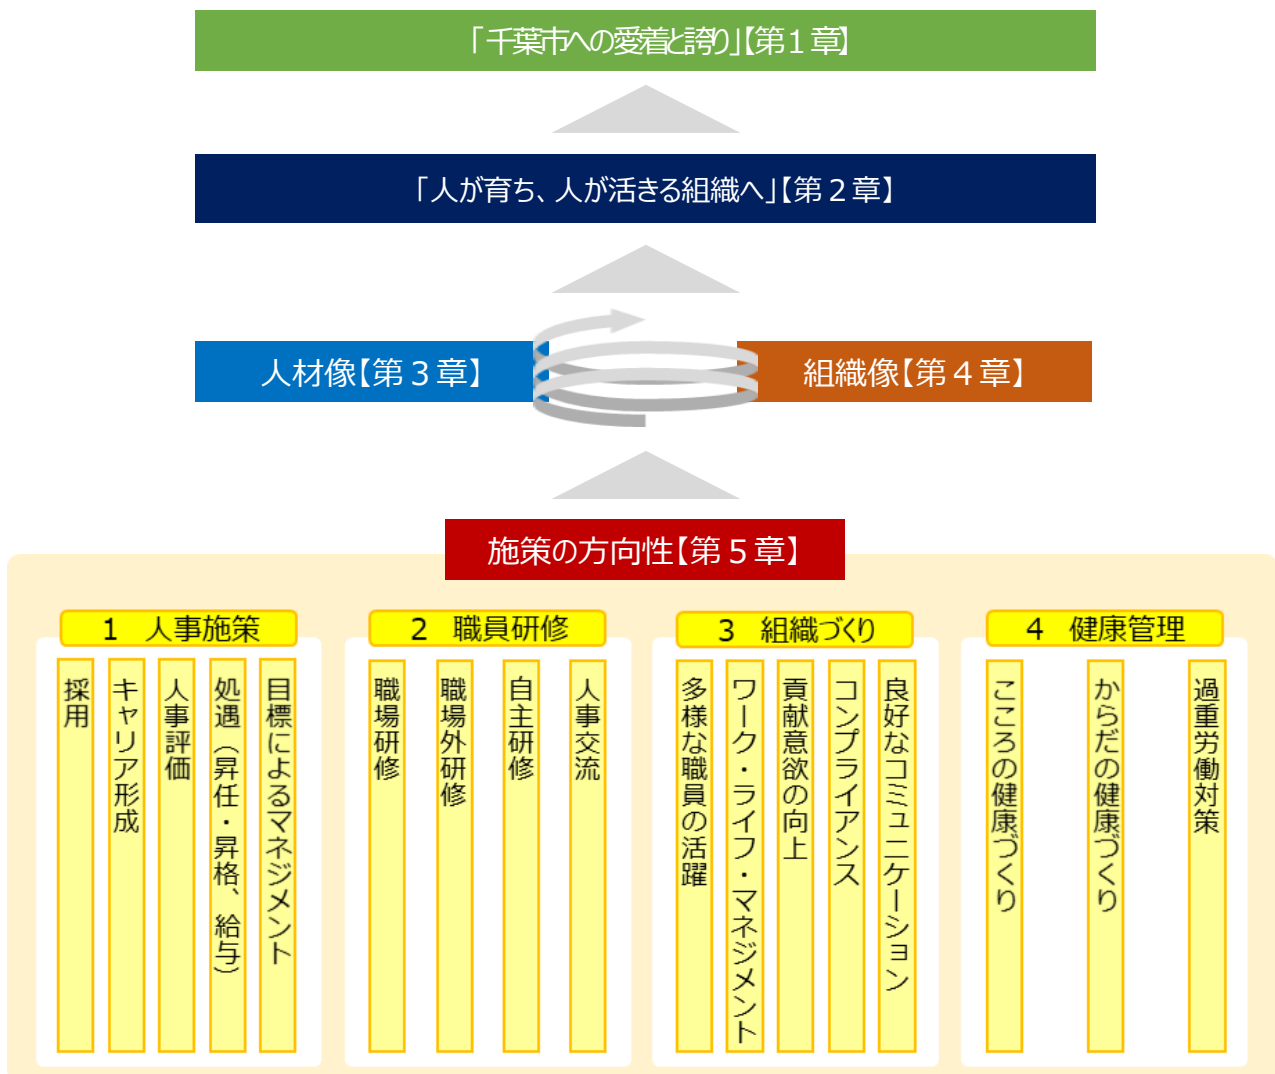 「千葉市への愛着と誇り」【第１章】
「人が育ち、人が活きる組織へ」【第２章】
人材像【第３章】
組織像【第４章】
施策の方向性【第５章】
1　人事施策
採用
キャリア形成
人事評価
処遇（昇任・昇格、給与）
目標によるマネジメント
2　職員研修
職場研修
職場外研修
自主研修
人事交流
3　組織づくり
多様な職員の活躍
ワーク・ライフ・マネジメント
貢献意欲の向上
コンプライアンス
良好なコミュニケーション
4　健康管理
こころの健康づくり
からだの健康づくり
過重労働対策